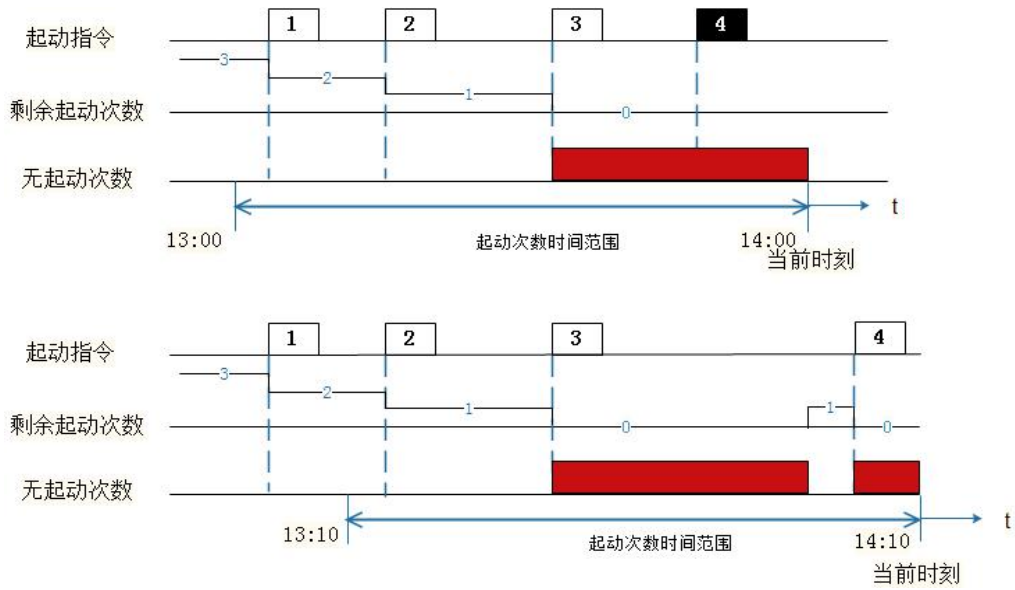 起动指令 1 2 3 4
3 2 1
剩余起动次数 0
无起动次数
t
13:00 起动次数时间范围 14:00
当前时刻
起动指令 1 2 3 4
3 2 1 1
剩余起动次数 0 0
无起动次数
t
13:10 起动次数时间范围 14:10
当前时刻